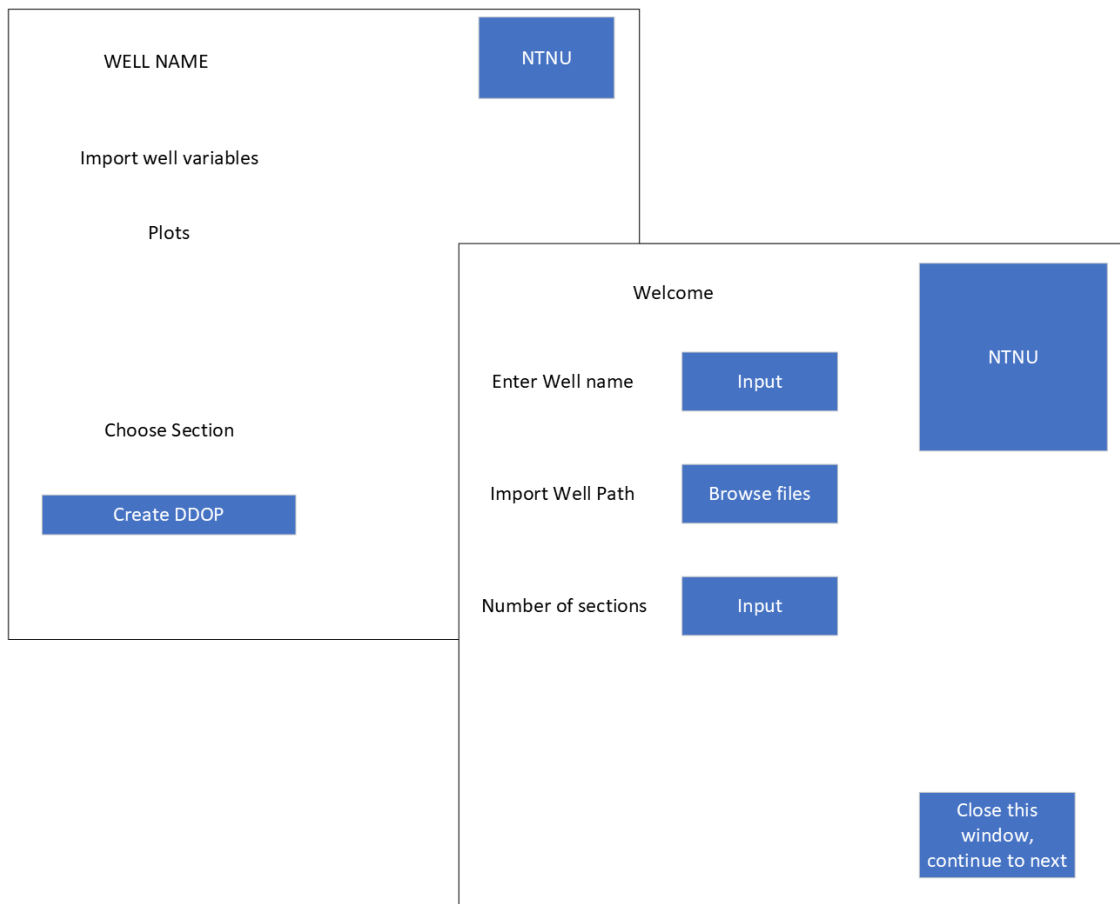 WELL NAME
NTNU
Import well variables
Plots
Choose Section
Create DDOP
Welcome
NTNU
Enter Well name
Input
Import Well Path
Browse files
Number of sections
Input
Close this
window,
continue to next